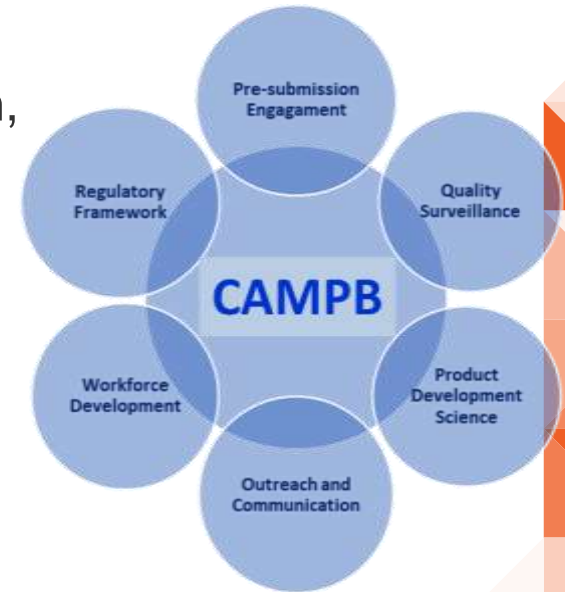 n,
Pre-submission
Engagament
Regulatory
Framework
Quality
Surveillance
CAMPB
Workforce
Development
Product
Development
Science
Outreach and
Communication